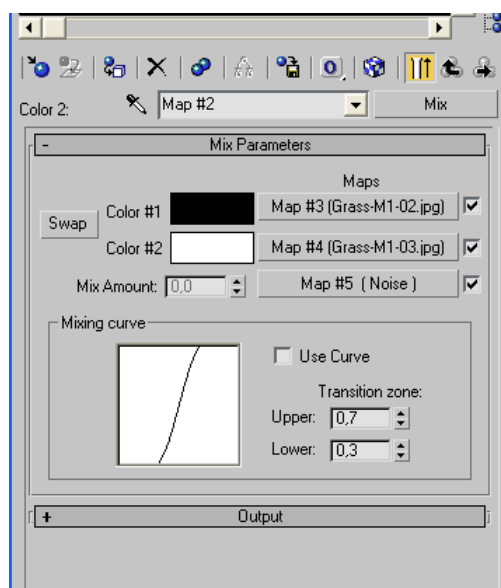 Color 2: Map #2 Mix
- Mix Parameters
Maps
Swap
Color #1 Map #3 (Grass-M1-02.jpg)
Color #2 Map #4 (Grass-M1-03.jpg)
Mix Amount: 0,0 Map #5 ( Noise )
Mixing curve
Use Curve
Transition zone:
Upper: 0,7
Lower: 0,3
+ Output